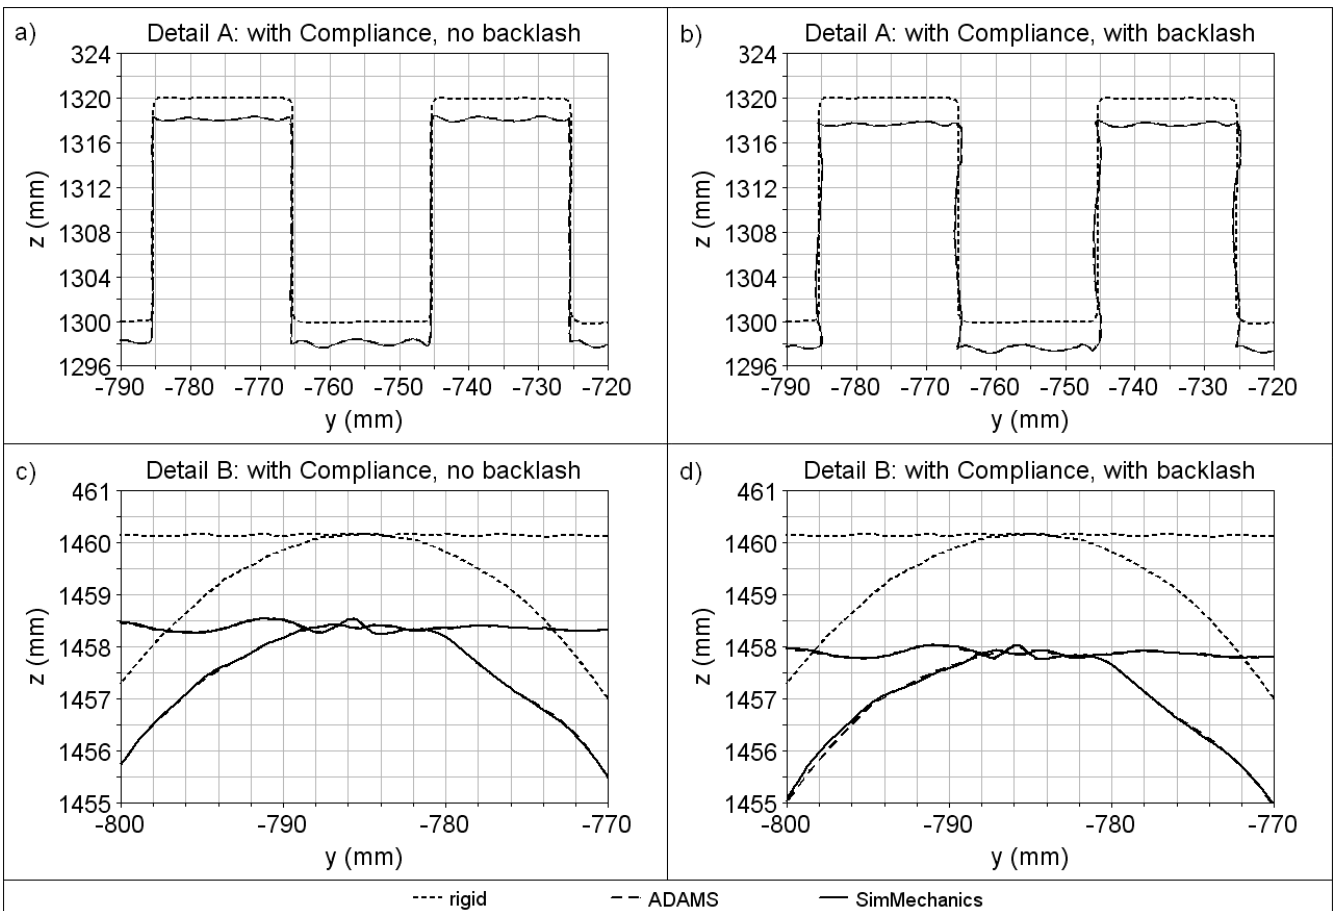 a) Detail A: with Compliance, no backlash
324
1320
1316
1312
1308
1304
1300
1296
z (mm)
-790 -780 -770 -760 -750 -740 -730 -720
y (mm)
b) Detail A: with Compliance, with backlash
324
1320
1316
1312
1308
1304
1300
1296
z (mm)
-790 -780 -770 -760 -750 -740 -730 -720
y (mm)
c) Detail B: with Compliance, no backlash
461
1460
1459
1458
1457
1456
1455
z (mm)
-800 -790 -780 -770
y (mm)
d) Detail B: with Compliance, with backlash
461
1460
1459
1458
1457
1456
1455
z (mm)
-800 -790 -780 -770
y (mm)
rigid ADAMS SimMechanics